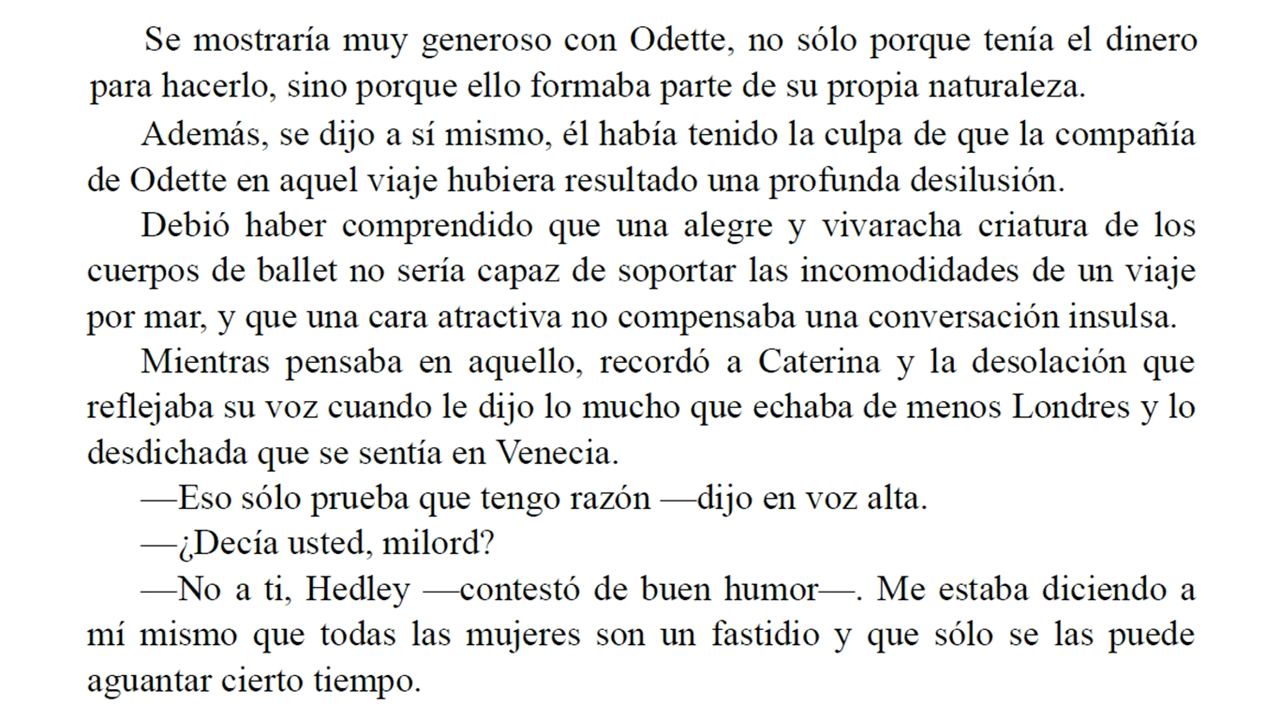 Se mostraría muy generoso con Odette, no sólo porque tenía el dinero
para hacerlo, sino porque ello formaba parte de su propia naturaleza.
Además, se dijo a sí mismo, él había tenido la culpa de que la compañía
de Odette en aquel viaje hubiera resultado una profunda desilusión.
Debió haber comprendido que una alegre y vivaracha criatura de los
cuerpos de ballet no sería capaz de soportar las incomodidades de un viaje
por mar, y que una cara atractiva no compensaba una conversación insulsa.
Mientras pensaba en aquello, recordó a Caterina y la desolación que
reflejaba su voz cuando le dijo lo mucho que echaba de menos Londres y lo
desdichada que se sentía en Venecia.
—Eso sólo prueba que tengo razón —dijo en voz alta.
—¿Decía usted, milord?
—No a ti, Hedley —contestó de buen humor—. Me estaba diciendo a
mí mismo que todas las mujeres son un fastidio y que sólo se las puede
aguantar cierto tiempo.